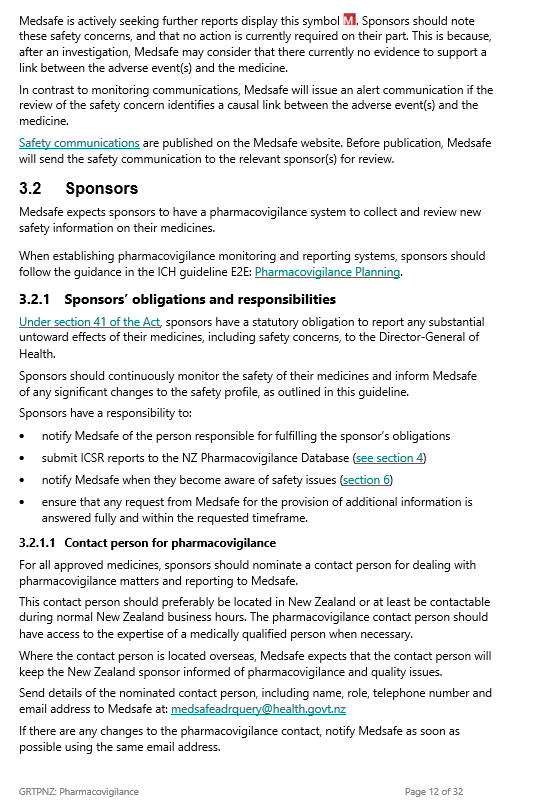 Medsafe is actively seeking further reports display this symbol M. Sponsors should note
these safety concerns, and that no action is currently required on their part. This is because,
after an investigation, Medsafe may consider that there currently no evidence to support a
link between the adverse event(s) and the medicine.
In contrast to monitoring communications, Medsafe will issue an alert communication if the
review of the safety concern identifies a causal link between the adverse event(s) and the
medicine.
Safety communications are published on the Medsafe website. Before publication, Medsafe
will send the safety communication to the relevant sponsor(s) for review.
3.2 Sponsors
Medsafe expects sponsors to have a pharmacovigilance system to collect and review new
safety information on their medicines.
When establishing pharmacovigilance monitoring and reporting systems, sponsors should
follow the guidance in the ICH guideline E2E: Pharmacovigilance Planning.
3.2.1 Sponsors' obligations and responsibilities
Under section 41 of the Act, sponsors have a statutory obligation to report any substantial
untoward effects of their medicines, including safety concerns, to the Director-General of
Health.
Sponsors should continuously monitor the safety of their medicines and inform Medsafe
of any significant changes to the safety profile, as outlined in this guideline.
Sponsors have a responsibility to:
• notify Medsafe of the person responsible for fulfilling the sponsor's obligations
• submit ICSR reports to the NZ Pharmacovigilance Database (see section 4)
• notify Medsafe when they become aware of safety issues (section 6)
• ensure that any request from Medsafe for the provision of additional information is
answered fully and within the requested timeframe.
3.2.1.1 Contact person for pharmacovigilance
For all approved medicines, sponsors should nominate a contact person for dealing with
pharmacovigilance matters and reporting to Medsafe.
This contact person should preferably be located in New Zealand or at least be contactable
during normal New Zealand business hours. The pharmacovigilance contact person should
have access to the expertise of a medically qualified person when necessary.
Where the contact person is located overseas, Medsafe expects that the contact person will
keep the New Zealand sponsor informed of pharmacovigilance and quality issues.
Send details of the nominated contact person, including name, role, telephone number and
email address to Medsafe at: medsafeadrquery@health.govt.nz
If there are any changes to the pharmacovigilance contact, notify Medsafe as soon as
possible using the same email address.
GRTPNZ: Pharmacovigilance Page 12 of 32